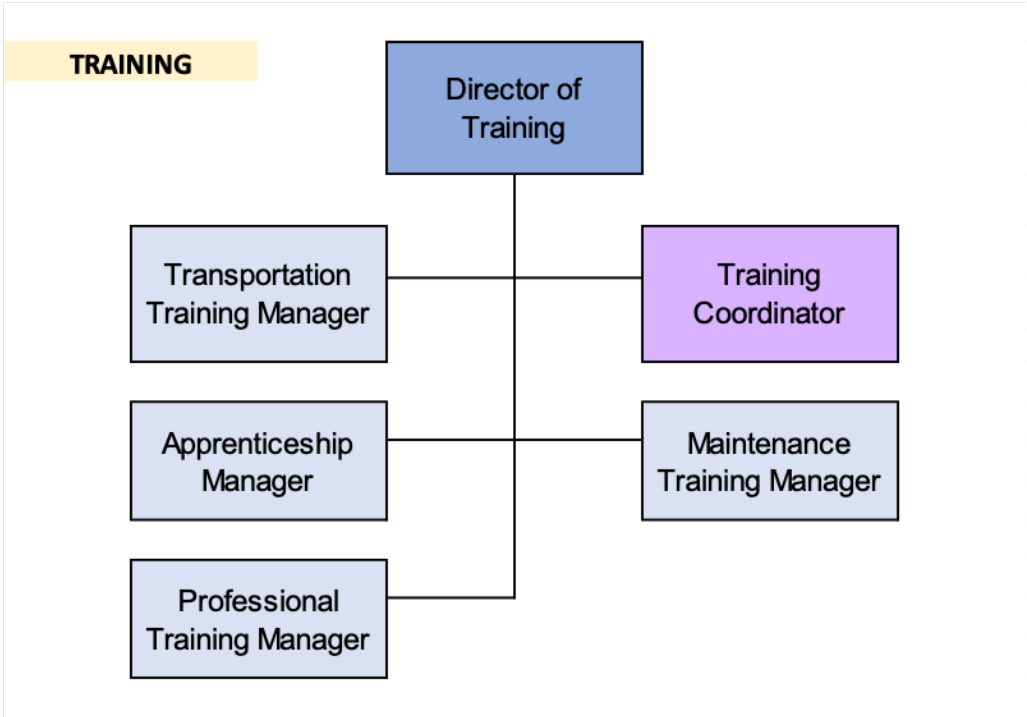 TRAINING
Director of
Training
Transportation
Training Manager
Training
Coordinator
Apprenticeship
Manager
Maintenance
Training Manager
Professional
Training Manager